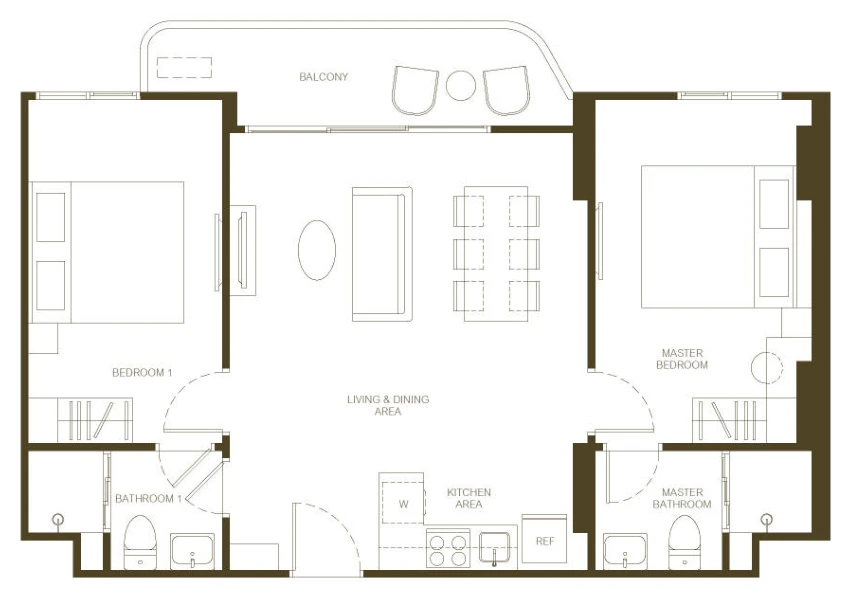 BALCONY
BEDROOM 1
MASTER
BEDROOM
LIVING & DINING
AREA
BATHROOM 1
W
KITCHEN
AREA
MASTER
BATHROOM
REF